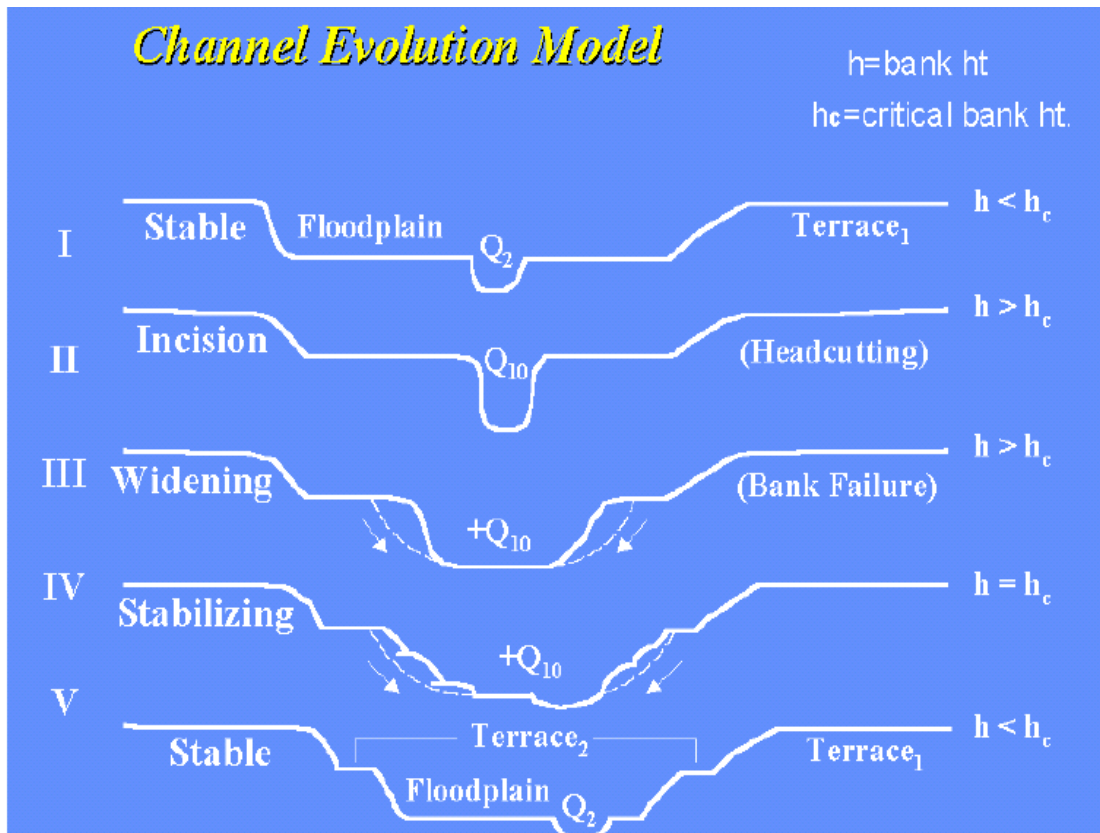 Channel Evolution Model
h=bank ht
hc=critical bank ht.
I Stable Floodplain Q2 Terrace1 h < hc
II Incision Q10 (Headcutting) h > hc
III Widening +Q10 (Bank Failure) h > hc
IV Stabilizing +Q10 h = hc
V Stable Terrace2 Floodplain Q2 Terrace1 h < hc